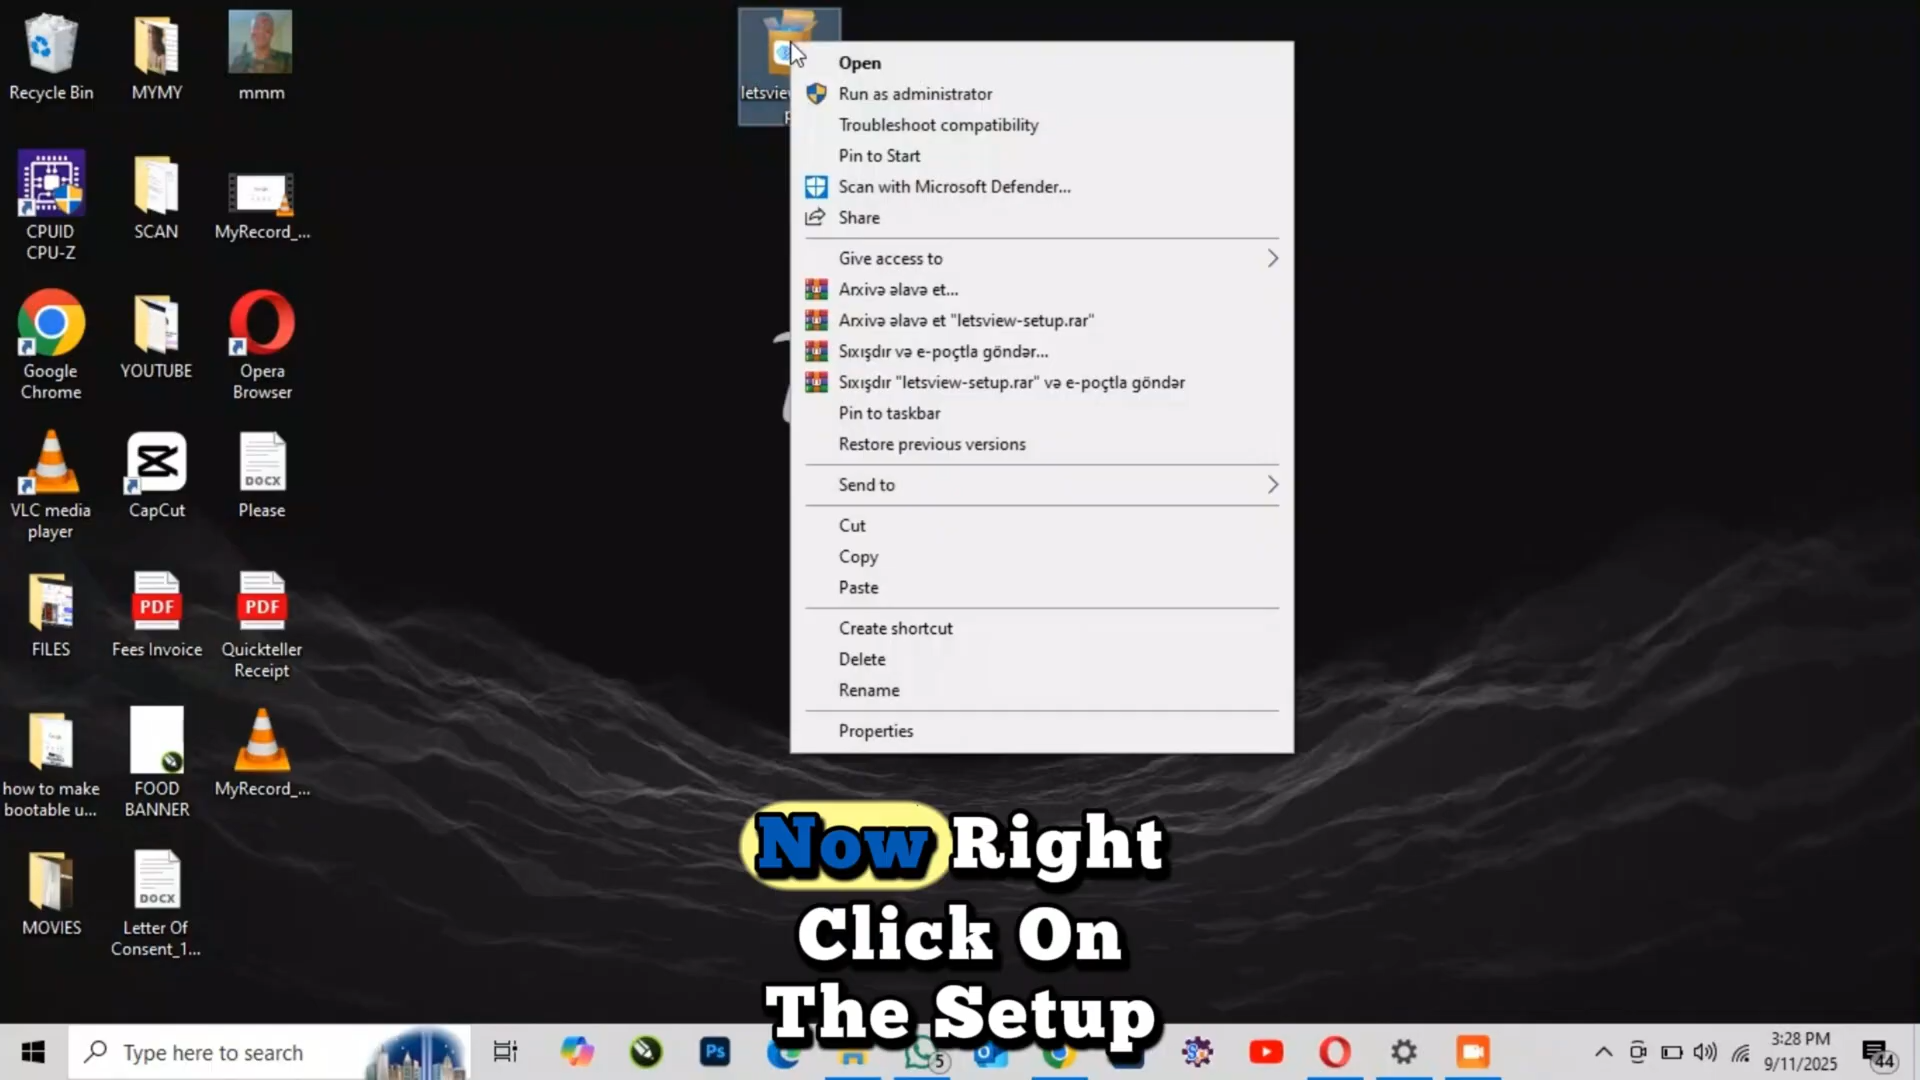 Recycle Bin
MYMY
mmm
CPUID
CPU-Z
SCAN
MyRecord_...
Google
Chrome
YOUTUBE
Opera
Browser
VLC media
player
CapCut
DOCX
Please
FILES
PDF
Fees Invoice
PDF
Quickteller
Receipt
how to make
bootable u...
FOOD
BANNER
MyRecord_...
MOVIES
DOCX
Letter Of
Consent_1...
Open
Run as administrator
Troubleshoot compatibility
Pin to Start
Scan with Microsoft Defender...
Share
Give access to
Arxivə əlavə et...
Arxivə əlavə et "letsview-setup.rar"
Sıxışdır və e-poçtla göndər...
Sıxışdır "letsview-setup.rar" və e-poçtla göndər
Pin to taskbar
Restore previous versions
Send to
Cut
Copy
Paste
Create shortcut
Delete
Rename
Properties
Now Right
Click On
The Setup
Type here to search
Ps
5
3:28 PM
9/11/2025
44